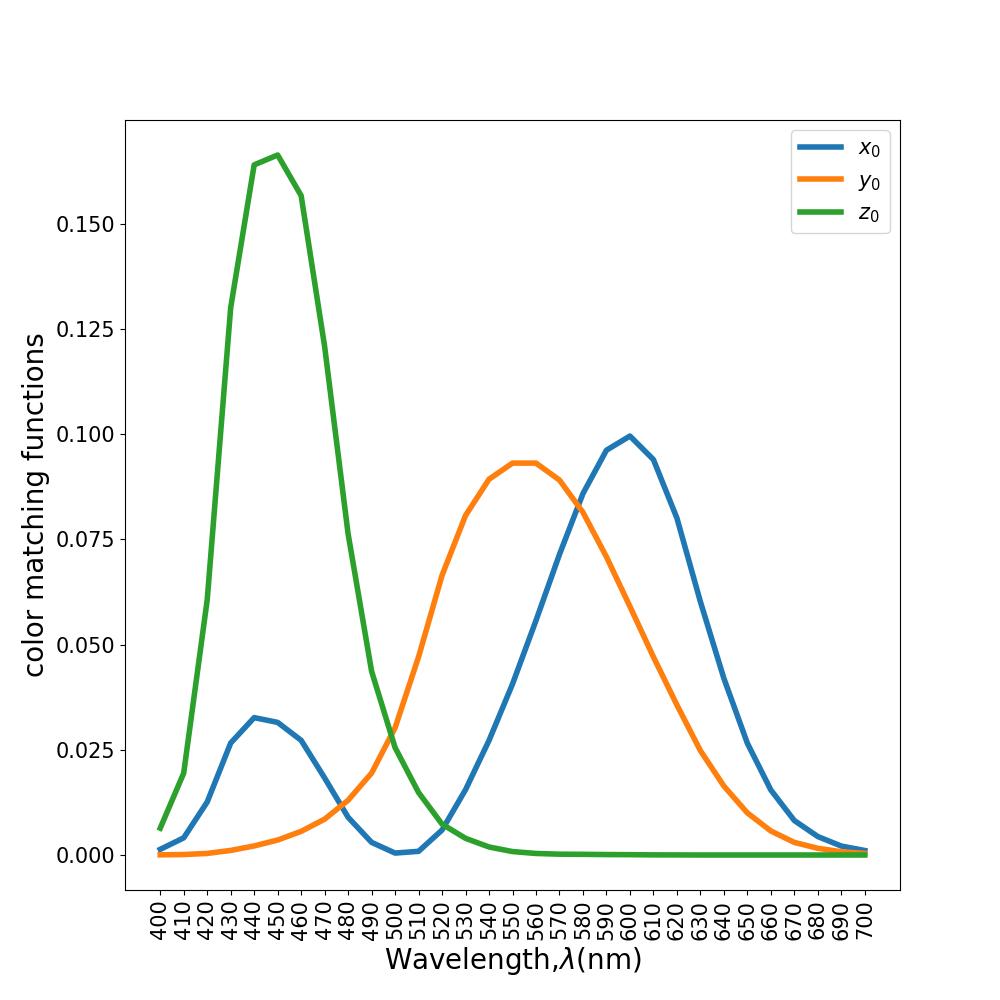 x₀
y₀
z₀
0.150
0.125
0.100
0.075
0.050
0.025
0.000
color matching functions
400 410 420 430 440 450 460 470 480 490 500 510 520 530 540 550 560 570 580 590 600 610 620 630 640 650 660 670 680 690 700
Wavelength,λ(nm)